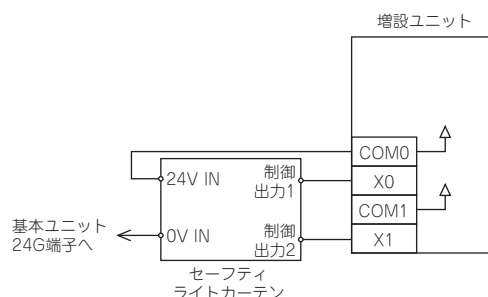 増設ユニット
COM0
24V IN
制御
出力1
X0
COM1
基本ユニット
24G端子へ
0V IN
制御
出力2
X1
セーフティ
ライトカーテン